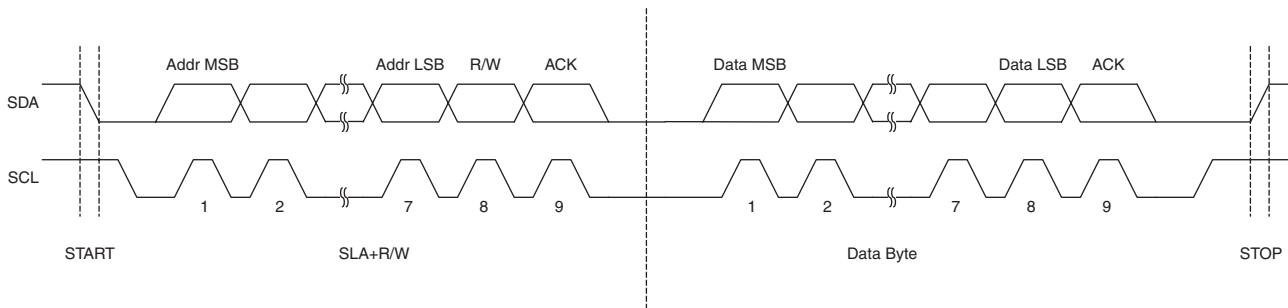 Addr MSB Addr LSB R/W ACK Data MSB Data LSB ACK
SDA
SCL
1 2 7 8 9 1 2 7 8 9
START SLA+R/W Data Byte STOP